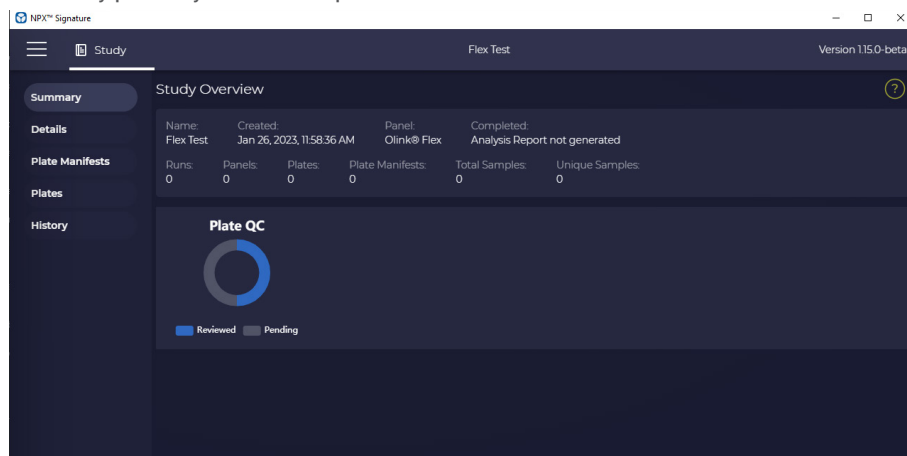 NPX™ Signature
Study
Flex Test
Version 1.15.0-beta
Summary
Details
Plate Manifests
Plates
History
Study Overview
?
Name: Created: Panel: Completed:
Flex Test Jan 26, 2023, 11:58:36 AM Olink® Flex Analysis Report not generated
Runs: Panels: Plates: Plate Manifests: Total Samples: Unique Samples:
0 0 0 0 0 0
Plate QC
Reviewed Pending